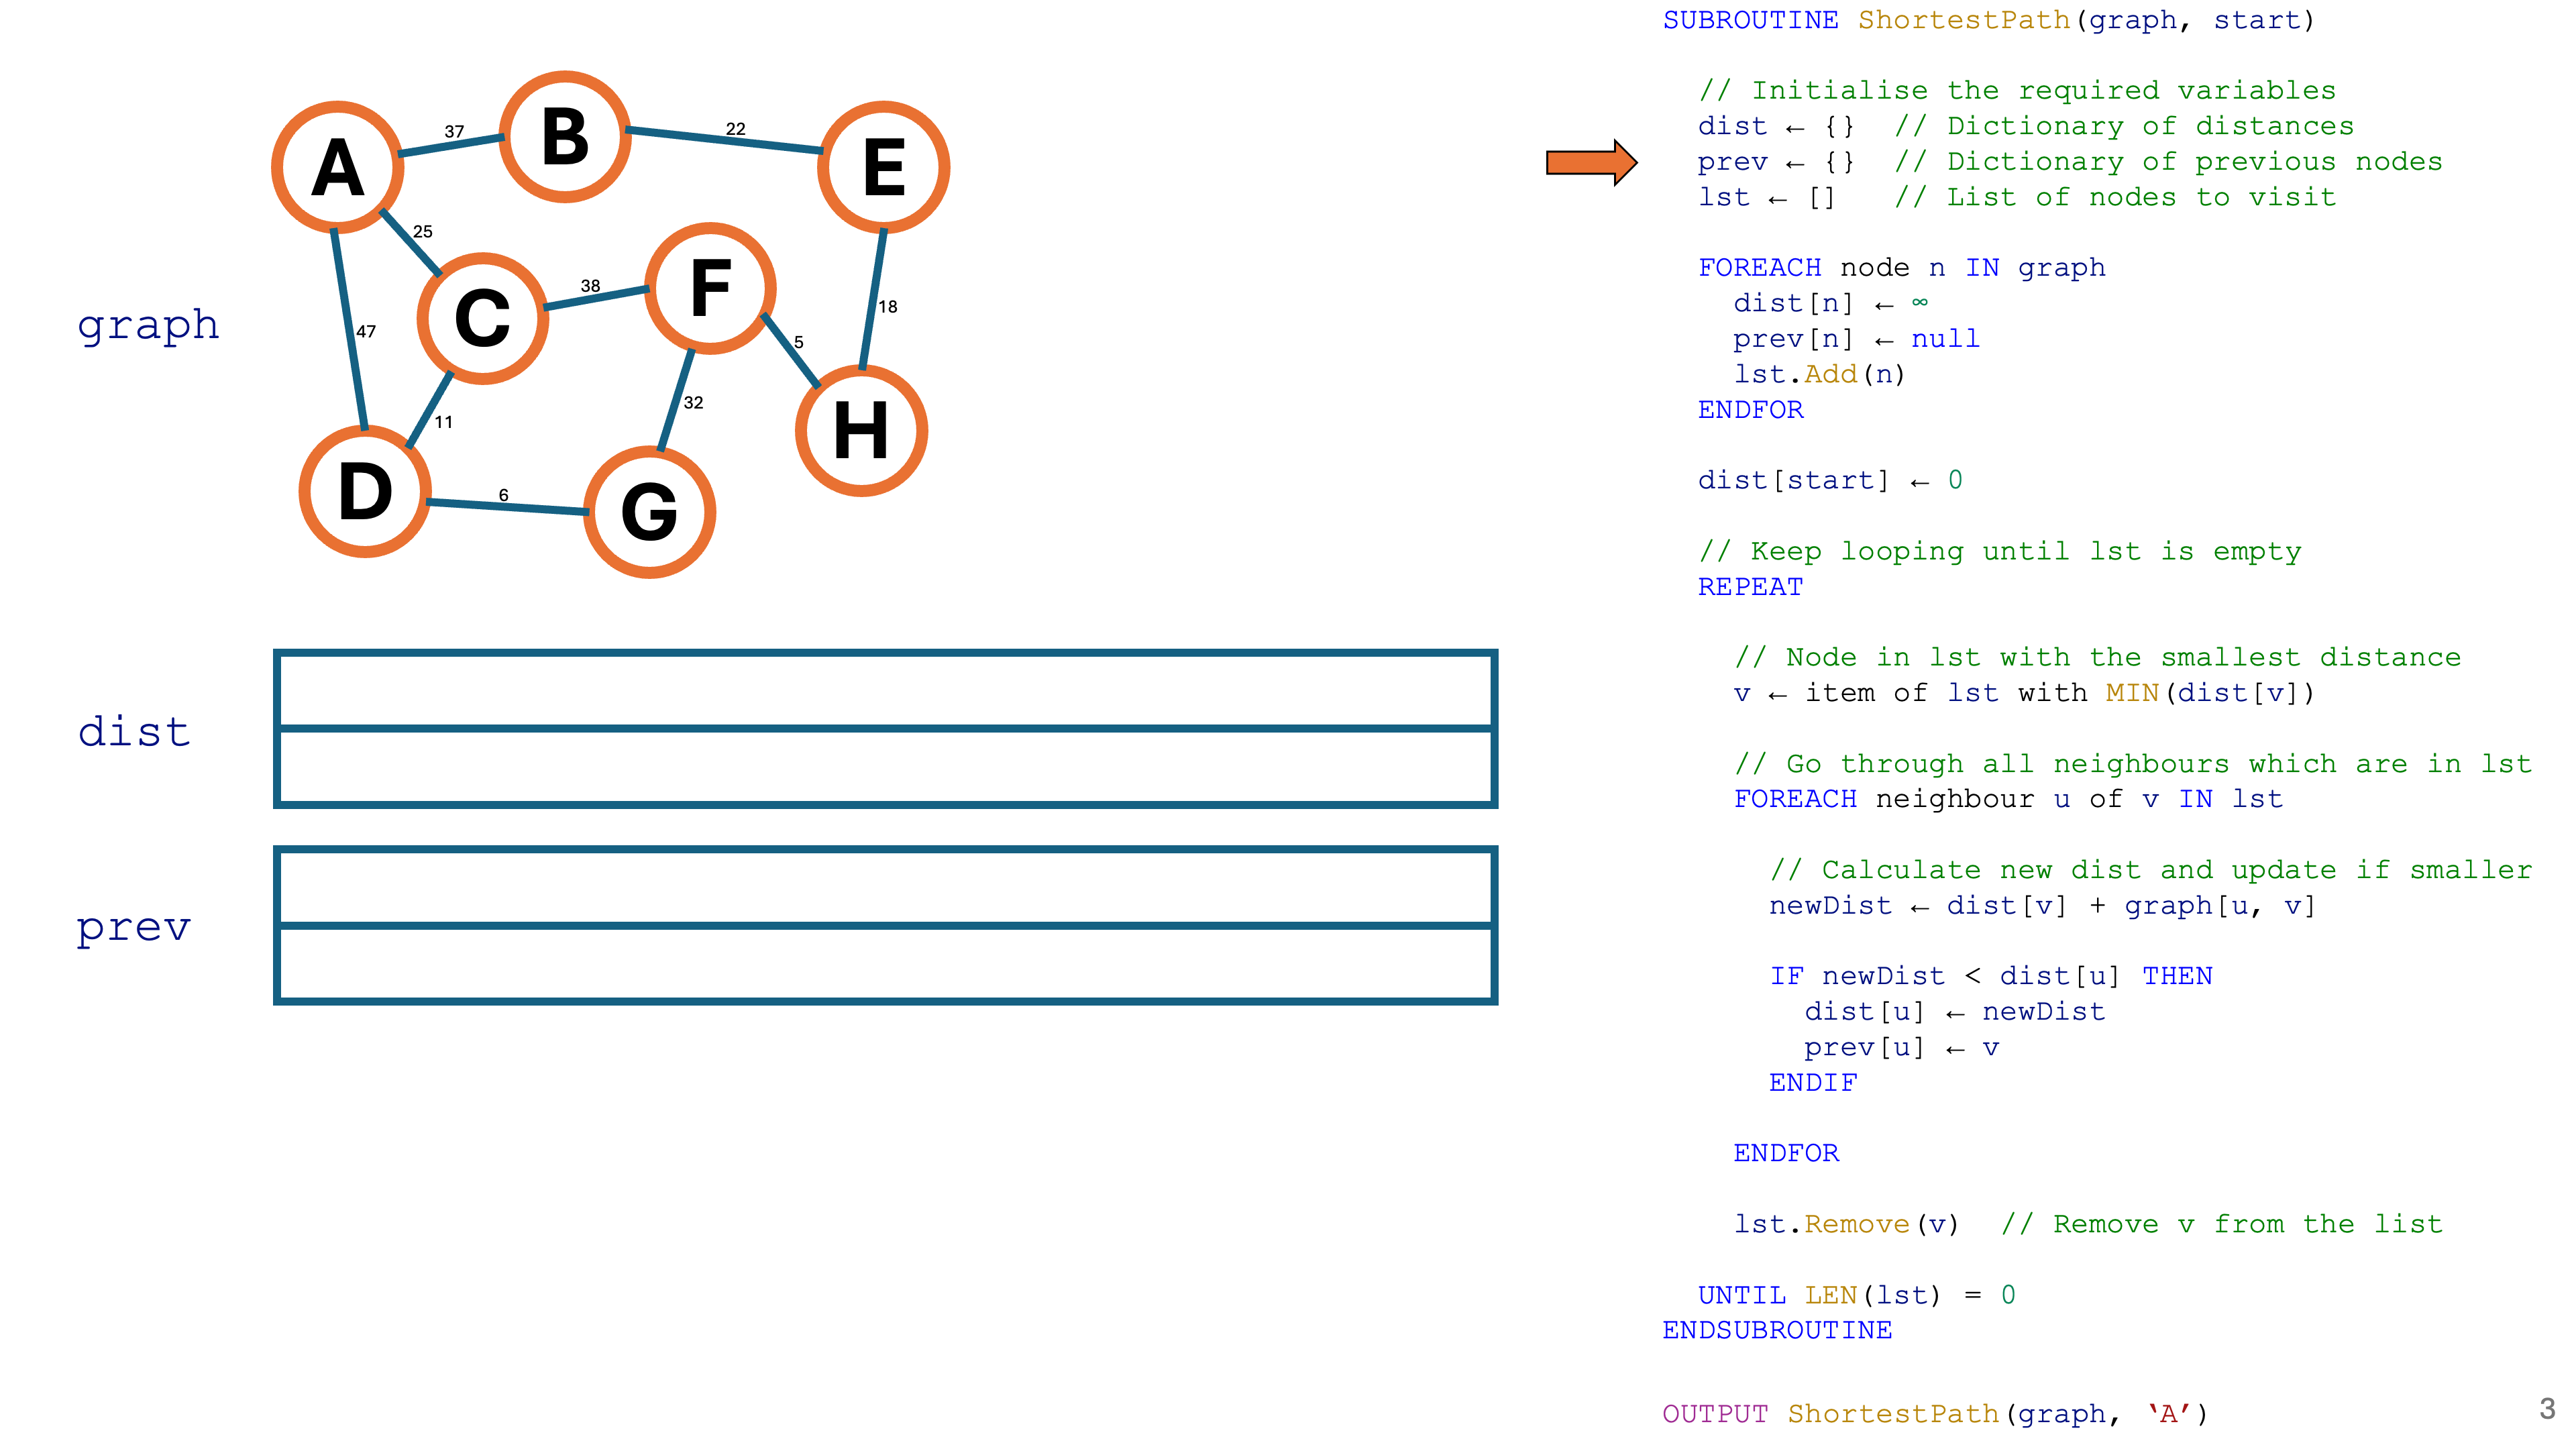 graph
A
B
E
C
F
H
D
G
37
22
25
38
18
47
5
11
32
6
dist
prev
SUBROUTINE ShortestPath(graph, start)
// Initialise the required variables
dist ← {}  // Dictionary of distances
prev ← {}  // Dictionary of previous nodes
lst ← []   // List of nodes to visit
FOREACH node n IN graph
dist[n] ← ∞
prev[n] ← null
lst.Add(n)
ENDFOR
dist[start] ← 0
// Keep looping until lst is empty
REPEAT
// Node in lst with the smallest distance
v ← item of lst with MIN(dist[v])
// Go through all neighbours which are in lst
FOREACH neighbour u of v IN lst
// Calculate new dist and update if smaller
newDist ← dist[v] + graph[u, v]
IF newDist < dist[u] THEN
dist[u] ← newDist
prev[u] ← v
ENDIF
ENDFOR
lst.Remove(v)  // Remove v from the list
UNTIL LEN(lst) = 0
ENDSUBROUTINE
OUTPUT ShortestPath(graph, ‘A’)
3